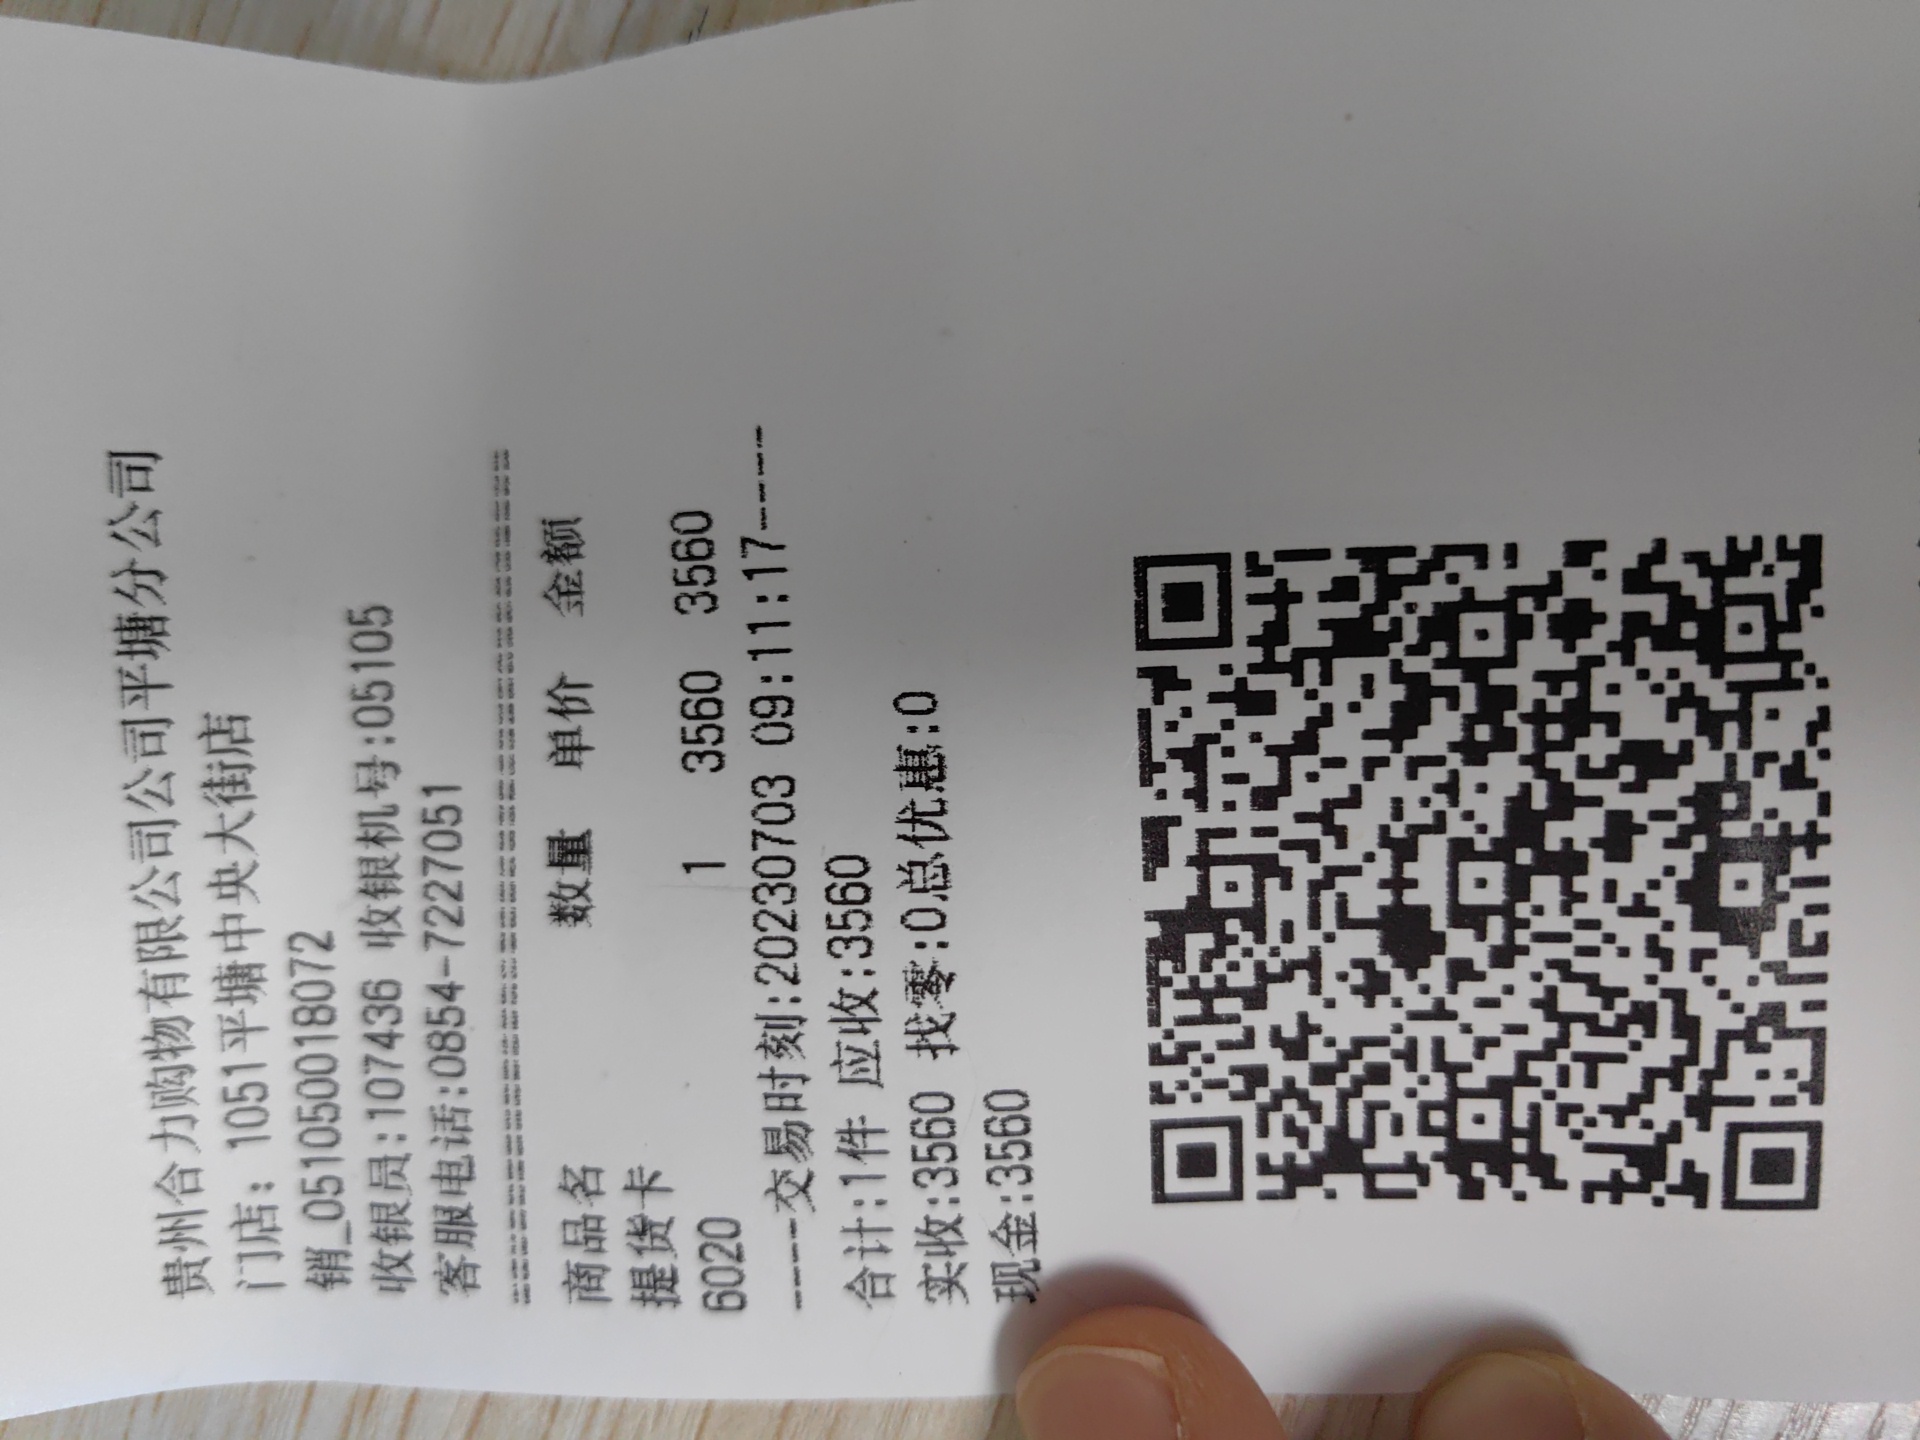 贵州合力购物有限公司公司平塘分公司
门店：1051平塘中央大街店
销_0510500018072
收银员:107436 收银机号:05105
客服电话:0854-7227051
================================
商品名 数量 单价 金额
提货卡
6020 1 3560 3560
----交易时刻:20230703 09:11:17----
合计:1件 应收:3560
实收:3560 找零:0总优惠:0
现金:3560